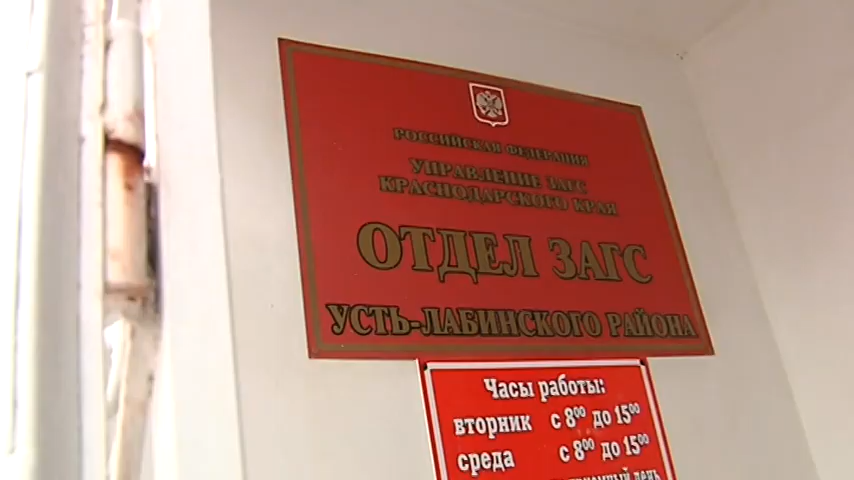 РОССИЙСКАЯ ФЕДЕРАЦИЯ
УПРАВЛЕНИЕ ЗАГС
КРАСНОДАРСКОГО КРАЯ
ОТДЕЛ ЗАГС
УСТЬ-ЛАБИНСКОГО РАЙОНА
Часы работы:
вторник с 8⁰⁰ до 15⁰⁰
среда с 8⁰⁰ до 15⁰⁰
день